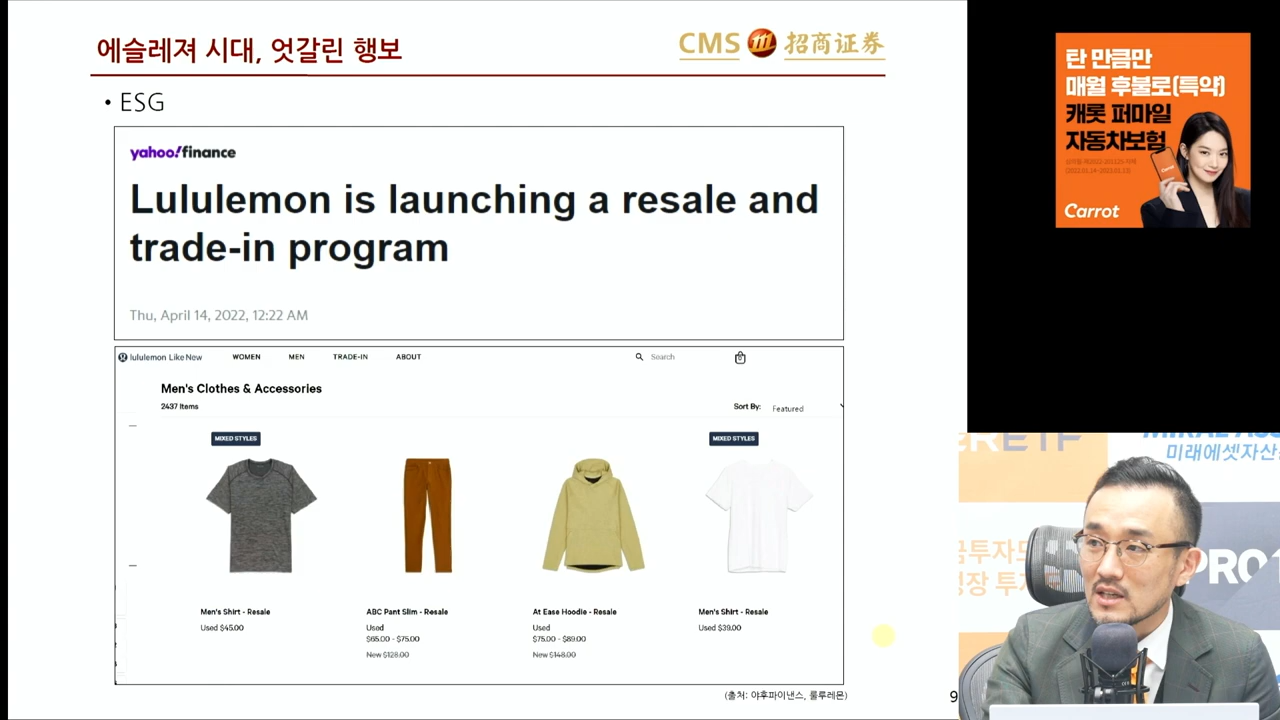 에슬레져 시대, 엇갈린 행보
CMS 招商证券
• ESG
yahoo!finance
Lululemon is launching a resale and
trade-in program
Thu, April 14, 2022, 12:22 AM
lululemon Like New WOMEN MEN TRADE-IN ABOUT Search 0
Men's Clothes & Accessories
2437 Items
Sort By: Featured
MIXED STYLES MIXED STYLES
Men's Shirt - Resale
Used $45.00
ABC Pant Slim - Resale
Used
$65.00 - $75.00
New $128.00
At Ease Hoodie - Resale
Used
$75.00 - $89.00
New $148.00
Men's Shirt - Resale
Used $39.00
(출처: 야후파이낸스, 룰루레몬)
9
탄 만큼만
매월 후불로(특약)
캐롯 퍼마일
자동차보험
Carrot
ETF
미래에셋자산
금투자
PRO